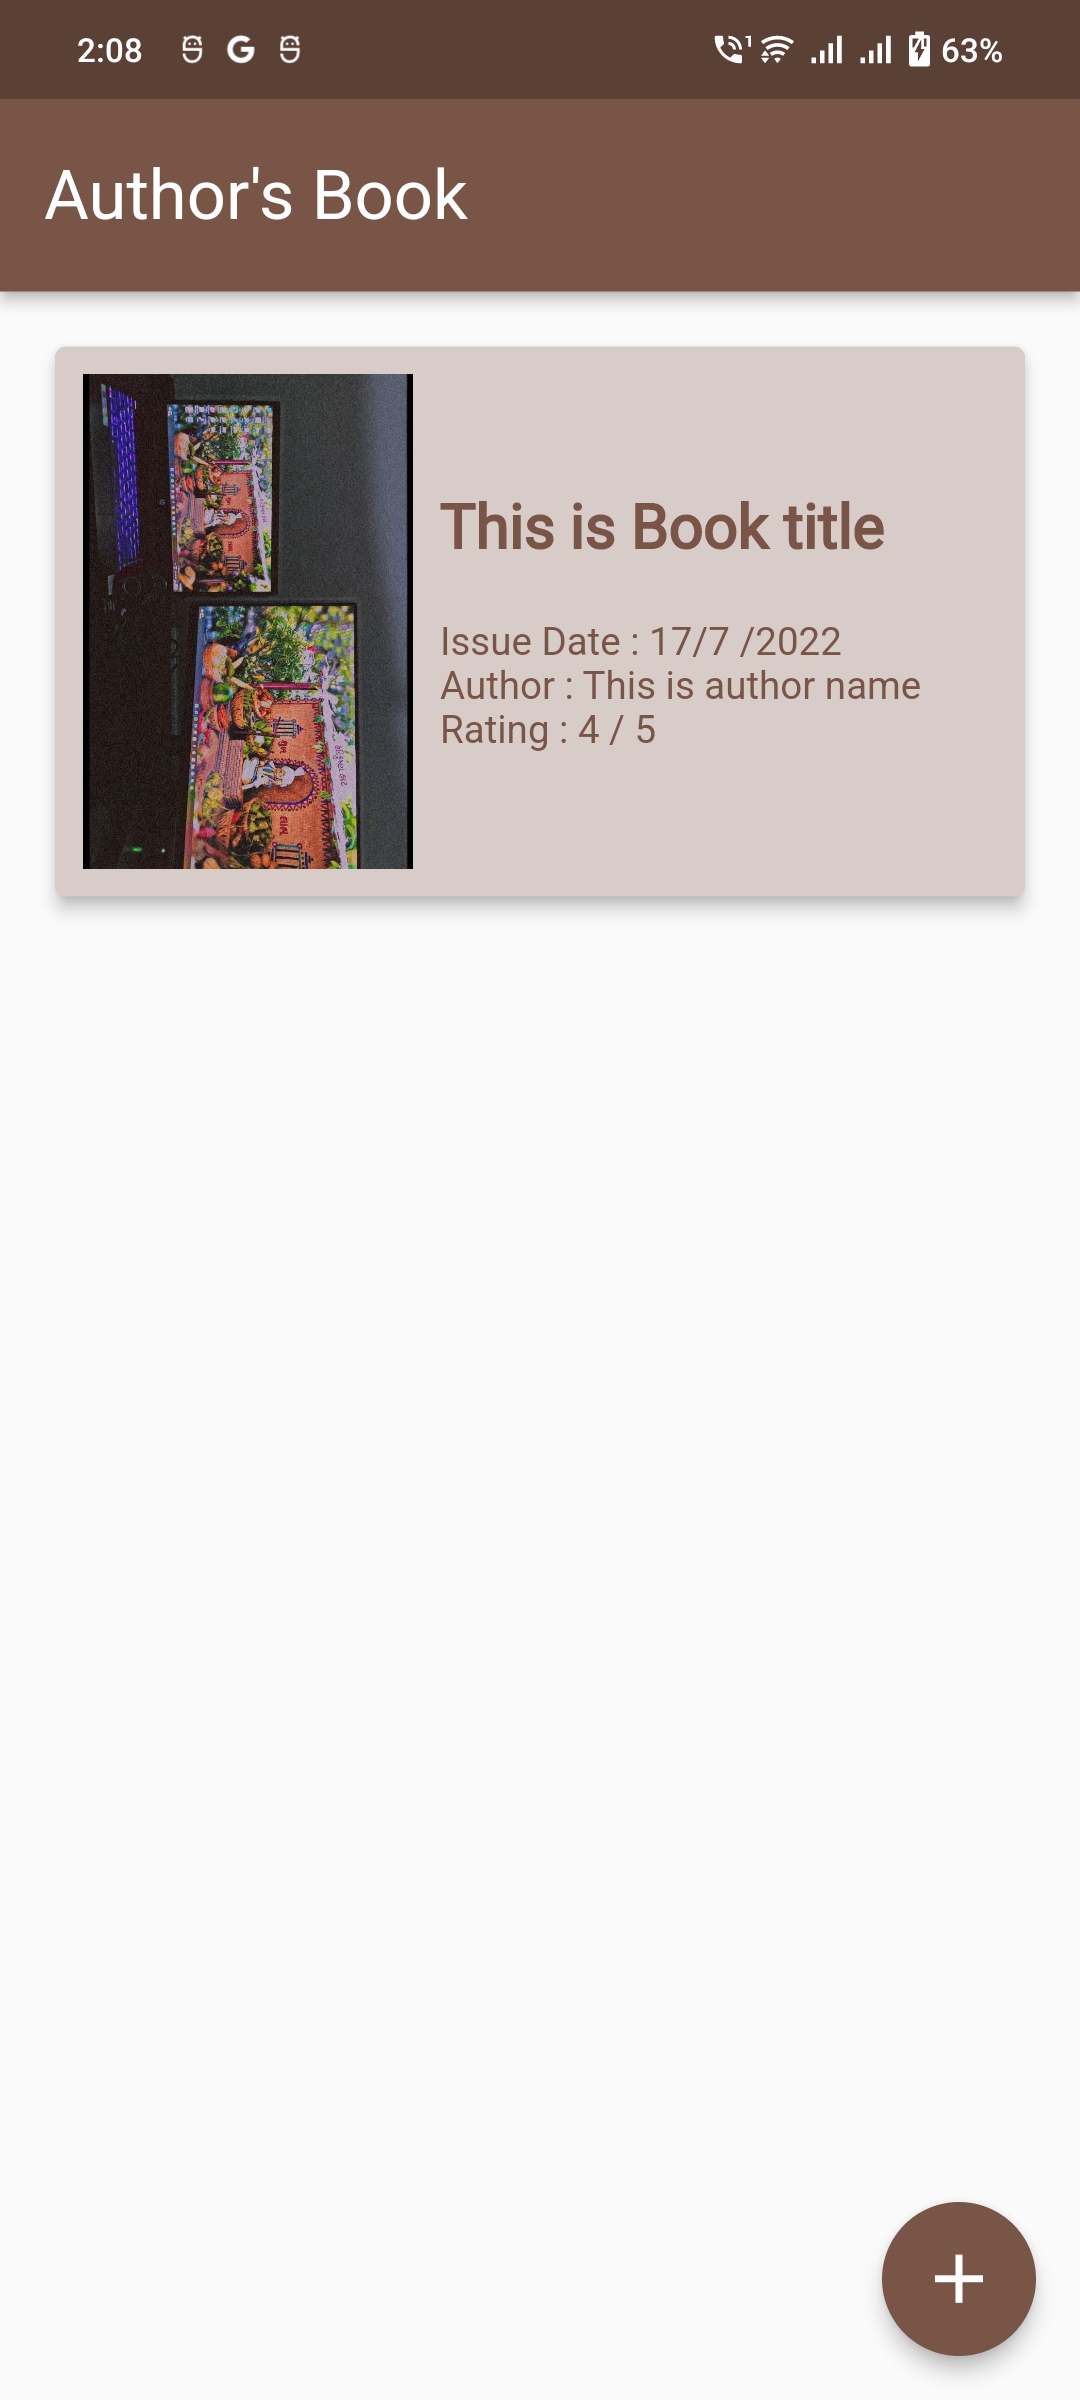 2:08
63%
Author's Book
This is Book title
Issue Date : 17/7 /2022
Author : This is author name
Rating : 4 / 5